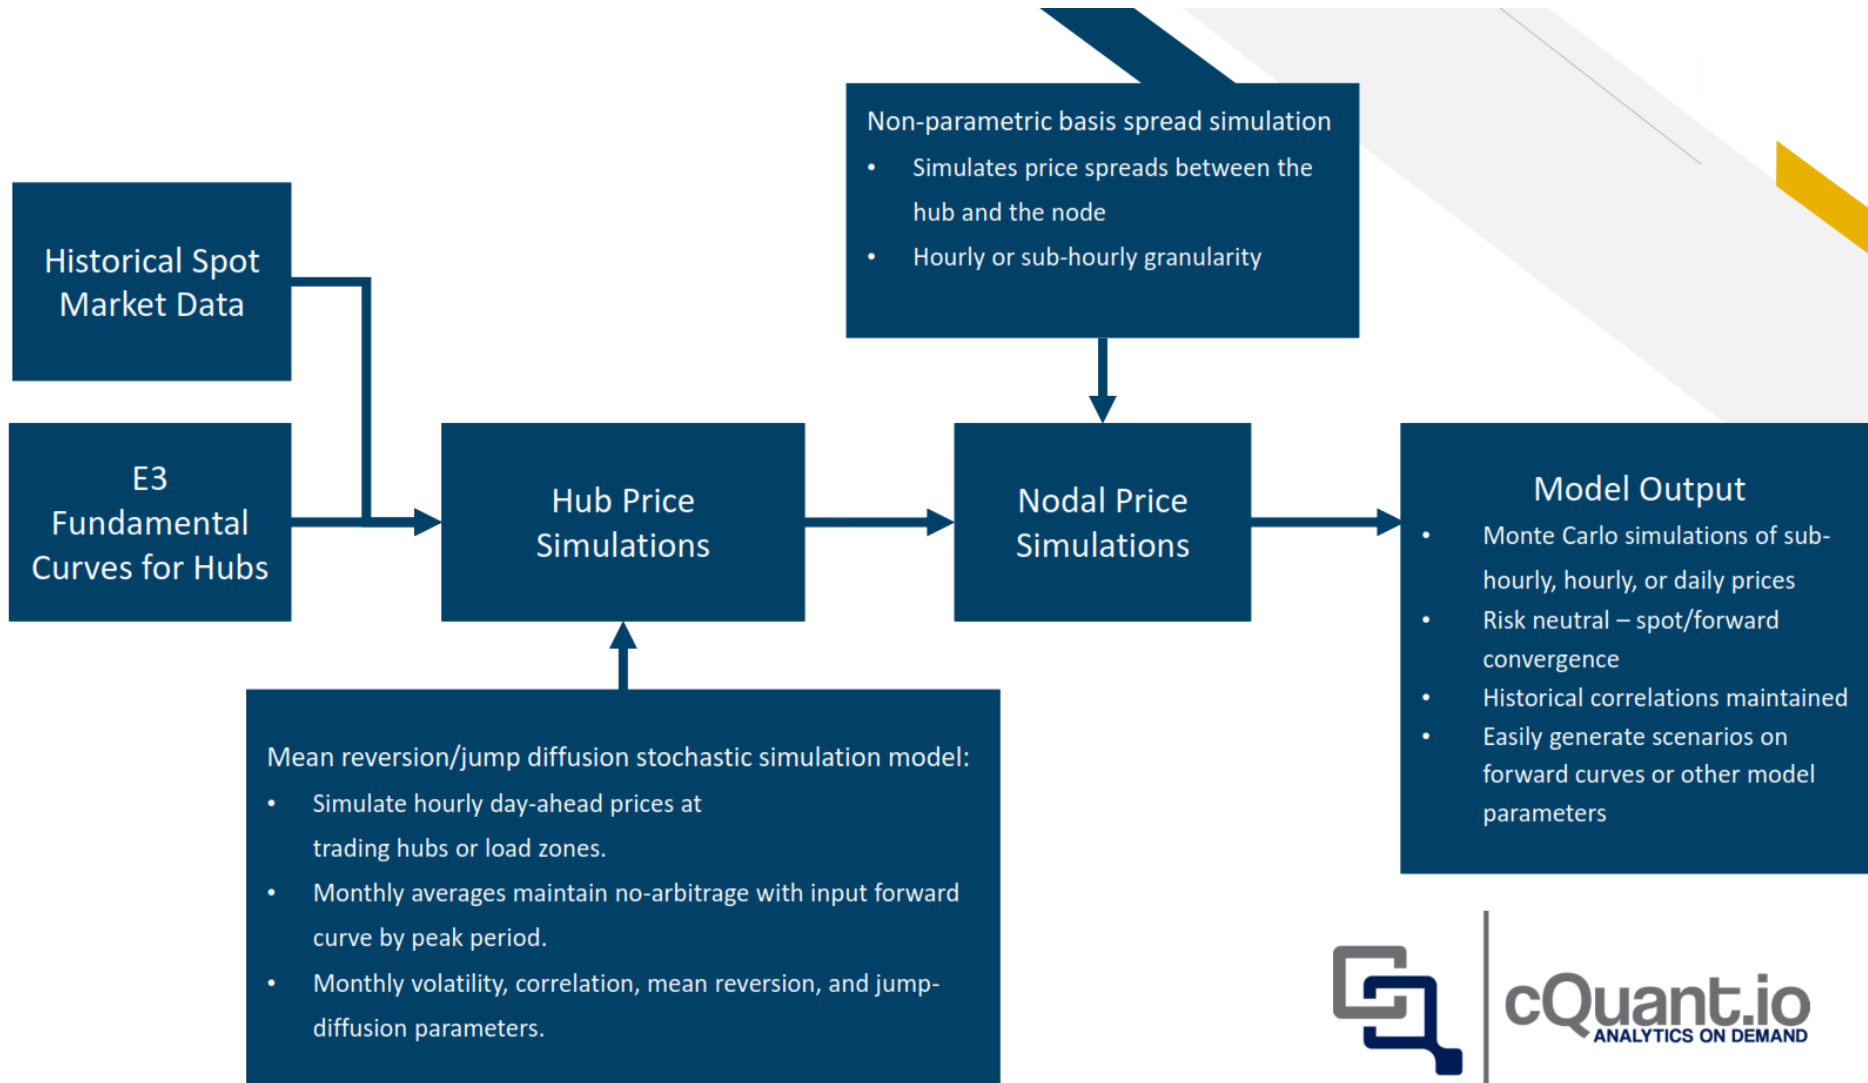 Historical Spot
Market Data
E3
Fundamental
Curves for Hubs
Hub Price
Simulations
Mean reversion/jump diffusion stochastic simulation model:
• Simulate hourly day-ahead prices at
trading hubs or load zones.
• Monthly averages maintain no-arbitrage with input forward
curve by peak period.
• Monthly volatility, correlation, mean reversion, and jump-
diffusion parameters.
Non-parametric basis spread simulation
• Simulates price spreads between the
hub and the node
• Hourly or sub-hourly granularity
Nodal Price
Simulations
Model Output
• Monte Carlo simulations of sub-
hourly, hourly, or daily prices
• Risk neutral – spot/forward
convergence
• Historical correlations maintained
• Easily generate scenarios on
forward curves or other model
parameters
cQuant.io
ANALYTICS ON DEMAND